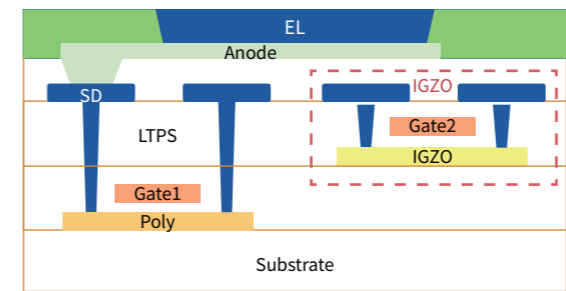 EL
Anode
SD
IGZO
LTPS
Gate2
IGZO
Gate1
Poly
Substrate